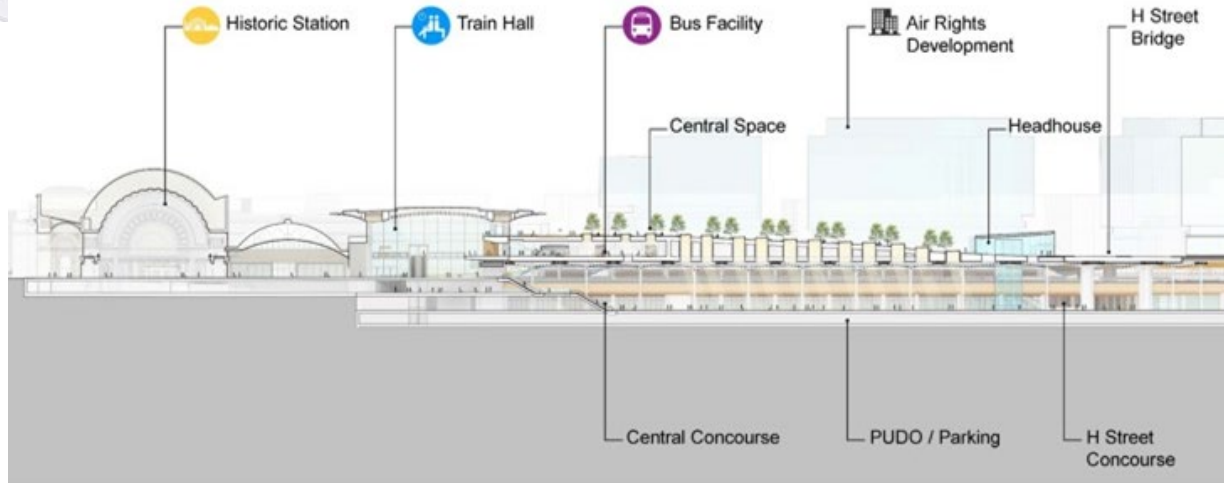 Historic Station
Train Hall
Bus Facility
Air Rights
Development
H Street
Bridge
Central Space
Headhouse
Central Concourse
PUDO / Parking
H Street
Concourse